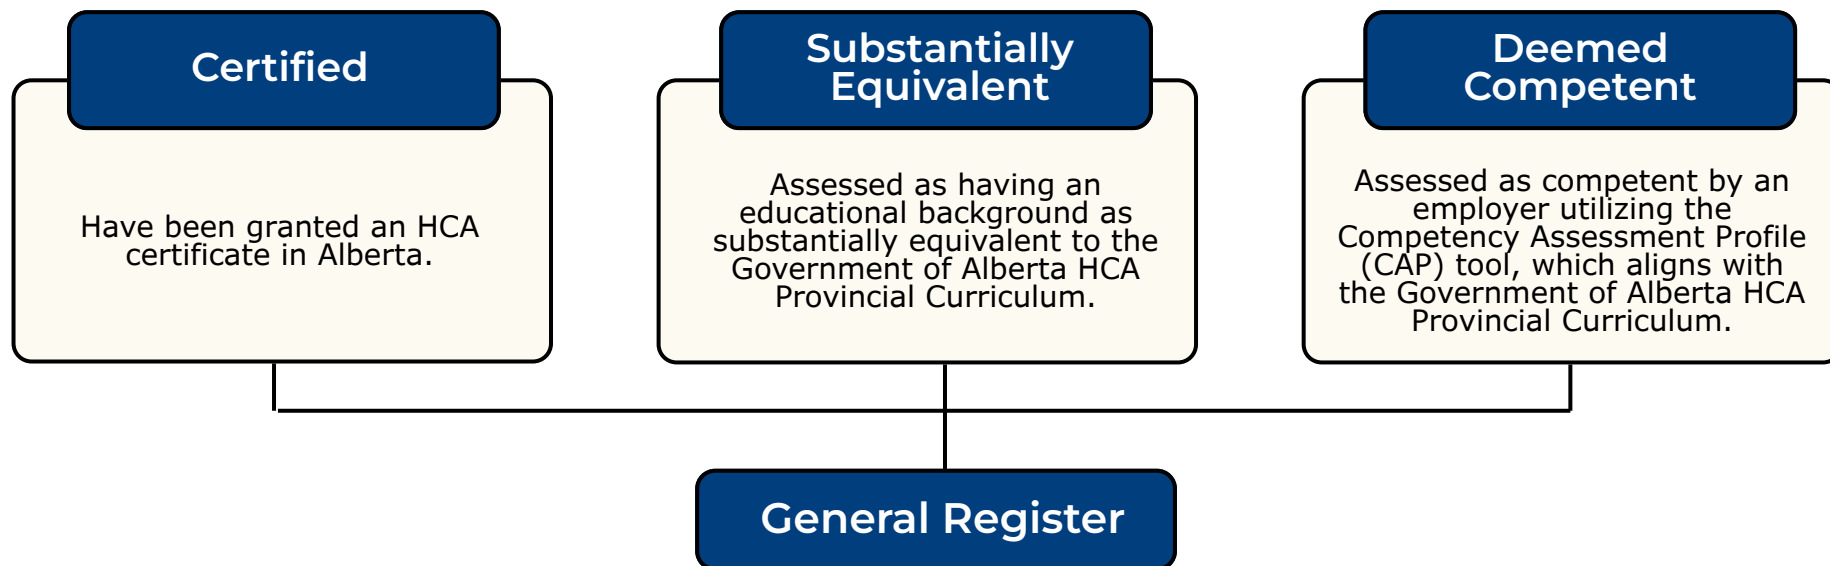 Certified
Have been granted an HCA
certificate in Alberta.
Substantially
Equivalent
Assessed as having an
educational background as
substantially equivalent to the
Government of Alberta HCA
Provincial Curriculum.
Deemed
Competent
Assessed as competent by an
employer utilizing the
Competency Assessment Profile
(CAP) tool, which aligns with
the Government of Alberta HCA
Provincial Curriculum.
General Register